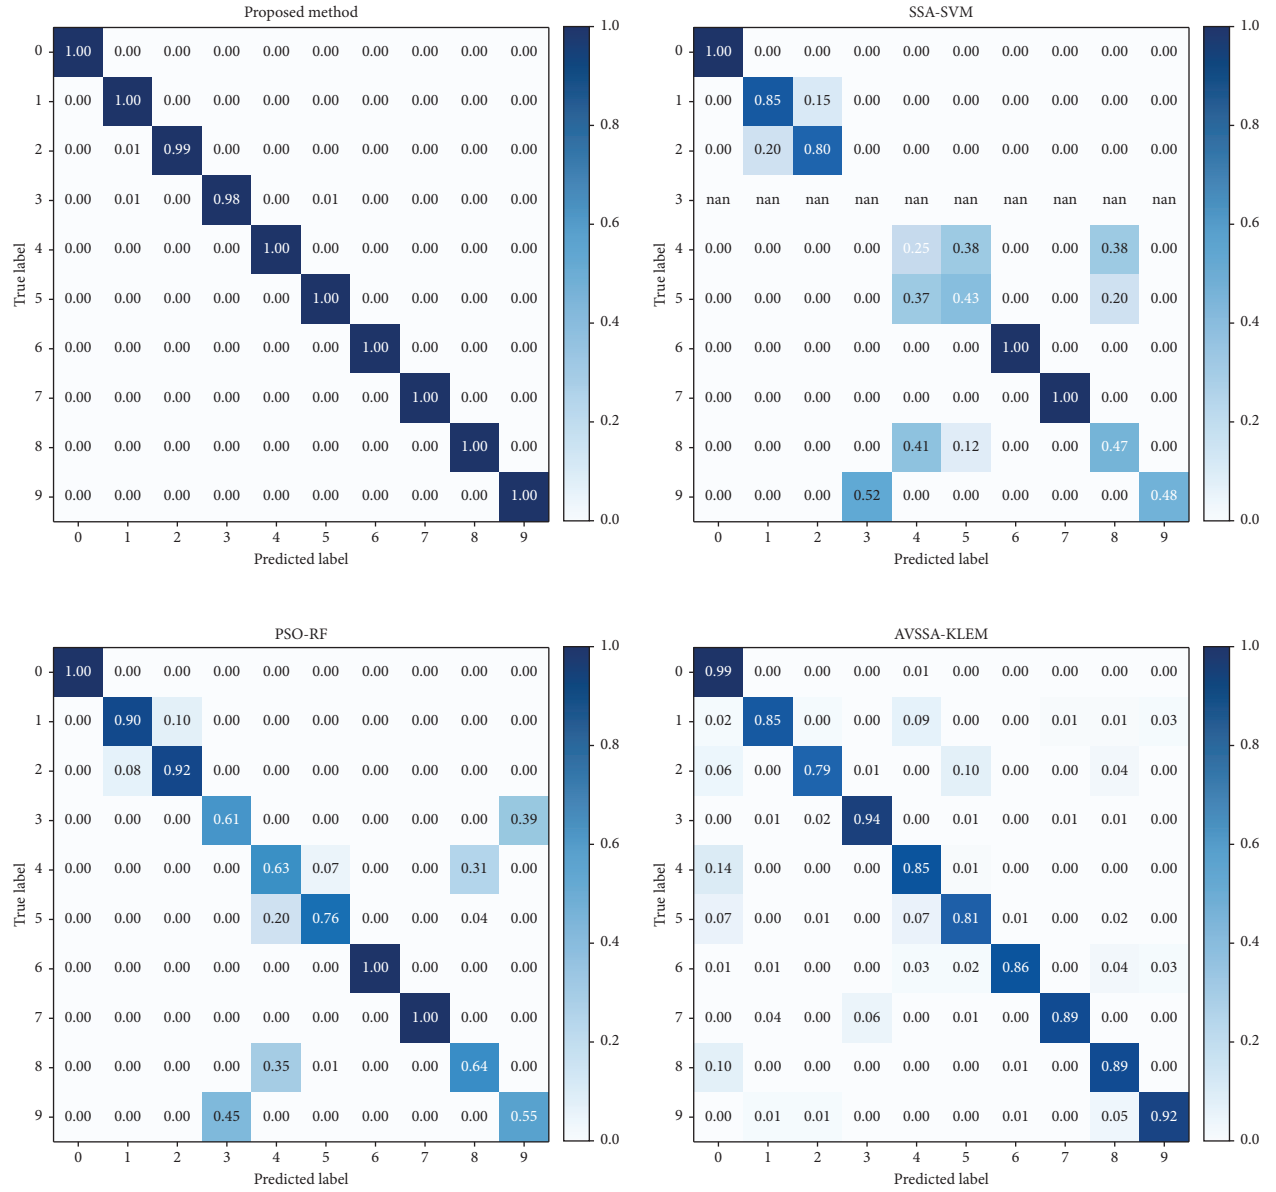 Proposed method
0 1.00 0.00 0.00 0.00 0.00 0.00 0.00 0.00 0.00 0.00
1 0.00 1.00 0.00 0.00 0.00 0.00 0.00 0.00 0.00 0.00
2 0.00 0.01 0.99 0.00 0.00 0.00 0.00 0.00 0.00 0.00
3 0.00 0.01 0.00 0.98 0.00 0.01 0.00 0.00 0.00 0.00
4 0.00 0.00 0.00 0.00 1.00 0.00 0.00 0.00 0.00 0.00
5 0.00 0.00 0.00 0.00 0.00 1.00 0.00 0.00 0.00 0.00
6 0.00 0.00 0.00 0.00 0.00 0.00 1.00 0.00 0.00 0.00
7 0.00 0.00 0.00 0.00 0.00 0.00 0.00 1.00 0.00 0.00
8 0.00 0.00 0.00 0.00 0.00 0.00 0.00 0.00 1.00 0.00
9 0.00 0.00 0.00 0.00 0.00 0.00 0.00 0.00 0.00 1.00
0 1 2 3 4 5 6 7 8 9
Predicted label
True label
1.0
0.8
0.6
0.4
0.2
0.0
SSA-SVM
0 1.00 0.00 0.00 0.00 0.00 0.00 0.00 0.00 0.00 0.00
1 0.00 0.85 0.15 0.00 0.00 0.00 0.00 0.00 0.00 0.00
2 0.00 0.20 0.80 0.00 0.00 0.00 0.00 0.00 0.00 0.00
3 nan nan nan nan nan nan nan nan nan nan
4 0.00 0.00 0.00 0.00 0.25 0.38 0.00 0.00 0.38 0.00
5 0.00 0.00 0.00 0.00 0.37 0.43 0.00 0.00 0.20 0.00
6 0.00 0.00 0.00 0.00 0.00 0.00 1.00 0.00 0.00 0.00
7 0.00 0.00 0.00 0.00 0.00 0.00 0.00 1.00 0.00 0.00
8 0.00 0.00 0.00 0.00 0.41 0.12 0.00 0.00 0.47 0.00
9 0.00 0.00 0.00 0.52 0.00 0.00 0.00 0.00 0.00 0.48
0 1 2 3 4 5 6 7 8 9
Predicted label
True label
1.0
0.8
0.6
0.4
0.2
0.0
PSO-RF
0 1.00 0.00 0.00 0.00 0.00 0.00 0.00 0.00 0.00 0.00
1 0.00 0.90 0.10 0.00 0.00 0.00 0.00 0.00 0.00 0.00
2 0.00 0.08 0.92 0.00 0.00 0.00 0.00 0.00 0.00 0.00
3 0.00 0.00 0.00 0.61 0.00 0.00 0.00 0.00 0.00 0.39
4 0.00 0.00 0.00 0.00 0.63 0.07 0.00 0.00 0.31 0.00
5 0.00 0.00 0.00 0.00 0.20 0.76 0.00 0.00 0.04 0.00
6 0.00 0.00 0.00 0.00 0.00 0.00 1.00 0.00 0.00 0.00
7 0.00 0.00 0.00 0.00 0.00 0.00 0.00 1.00 0.00 0.00
8 0.00 0.00 0.00 0.00 0.35 0.01 0.00 0.00 0.64 0.00
9 0.00 0.00 0.00 0.45 0.00 0.00 0.00 0.00 0.00 0.55
0 1 2 3 4 5 6 7 8 9
Predicted label
True label
1.0
0.8
0.6
0.4
0.2
0.0
AVSSA-KLEM
0 0.99 0.00 0.00 0.00 0.01 0.00 0.00 0.00 0.00 0.00
1 0.02 0.85 0.00 0.00 0.09 0.00 0.00 0.01 0.01 0.03
2 0.06 0.00 0.79 0.01 0.00 0.10 0.00 0.00 0.04 0.00
3 0.00 0.01 0.02 0.94 0.00 0.01 0.00 0.01 0.01 0.00
4 0.14 0.00 0.00 0.00 0.85 0.01 0.00 0.00 0.00 0.00
5 0.07 0.00 0.01 0.00 0.07 0.81 0.01 0.00 0.02 0.00
6 0.01 0.01 0.00 0.00 0.03 0.02 0.86 0.00 0.04 0.03
7 0.00 0.04 0.00 0.06 0.00 0.01 0.00 0.89 0.00 0.00
8 0.10 0.00 0.00 0.00 0.00 0.00 0.01 0.00 0.89 0.00
9 0.00 0.01 0.01 0.00 0.00 0.00 0.01 0.00 0.05 0.92
0 1 2 3 4 5 6 7 8 9
Predicted label
True label
1.0
0.8
0.6
0.4
0.2
0.0